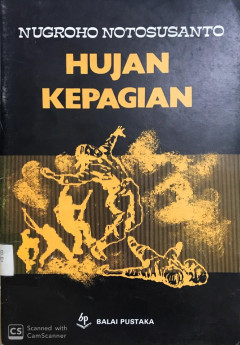 NUGROHO NOTOSUSANTO
HUJAN
KEPAGIAN
bp
BALAI PUSTAKA
CS
Scanned with
CamScanner